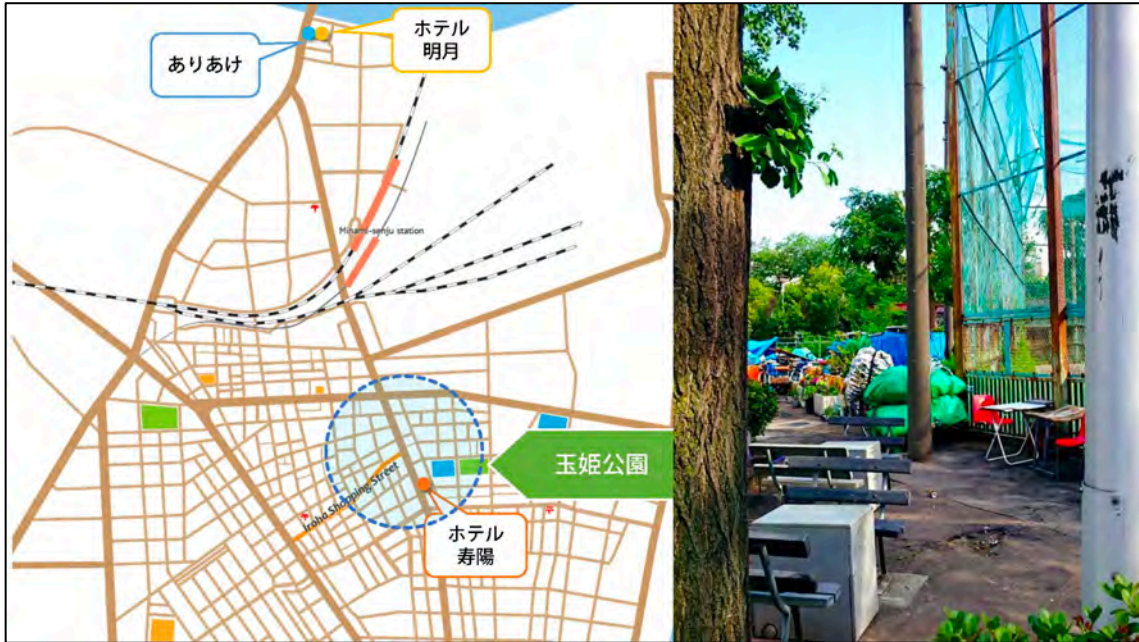 ホテル
明月
ありあけ
Minami-senju station
玉姫公園
Iroha Shopping Street
ホテル
寿陽